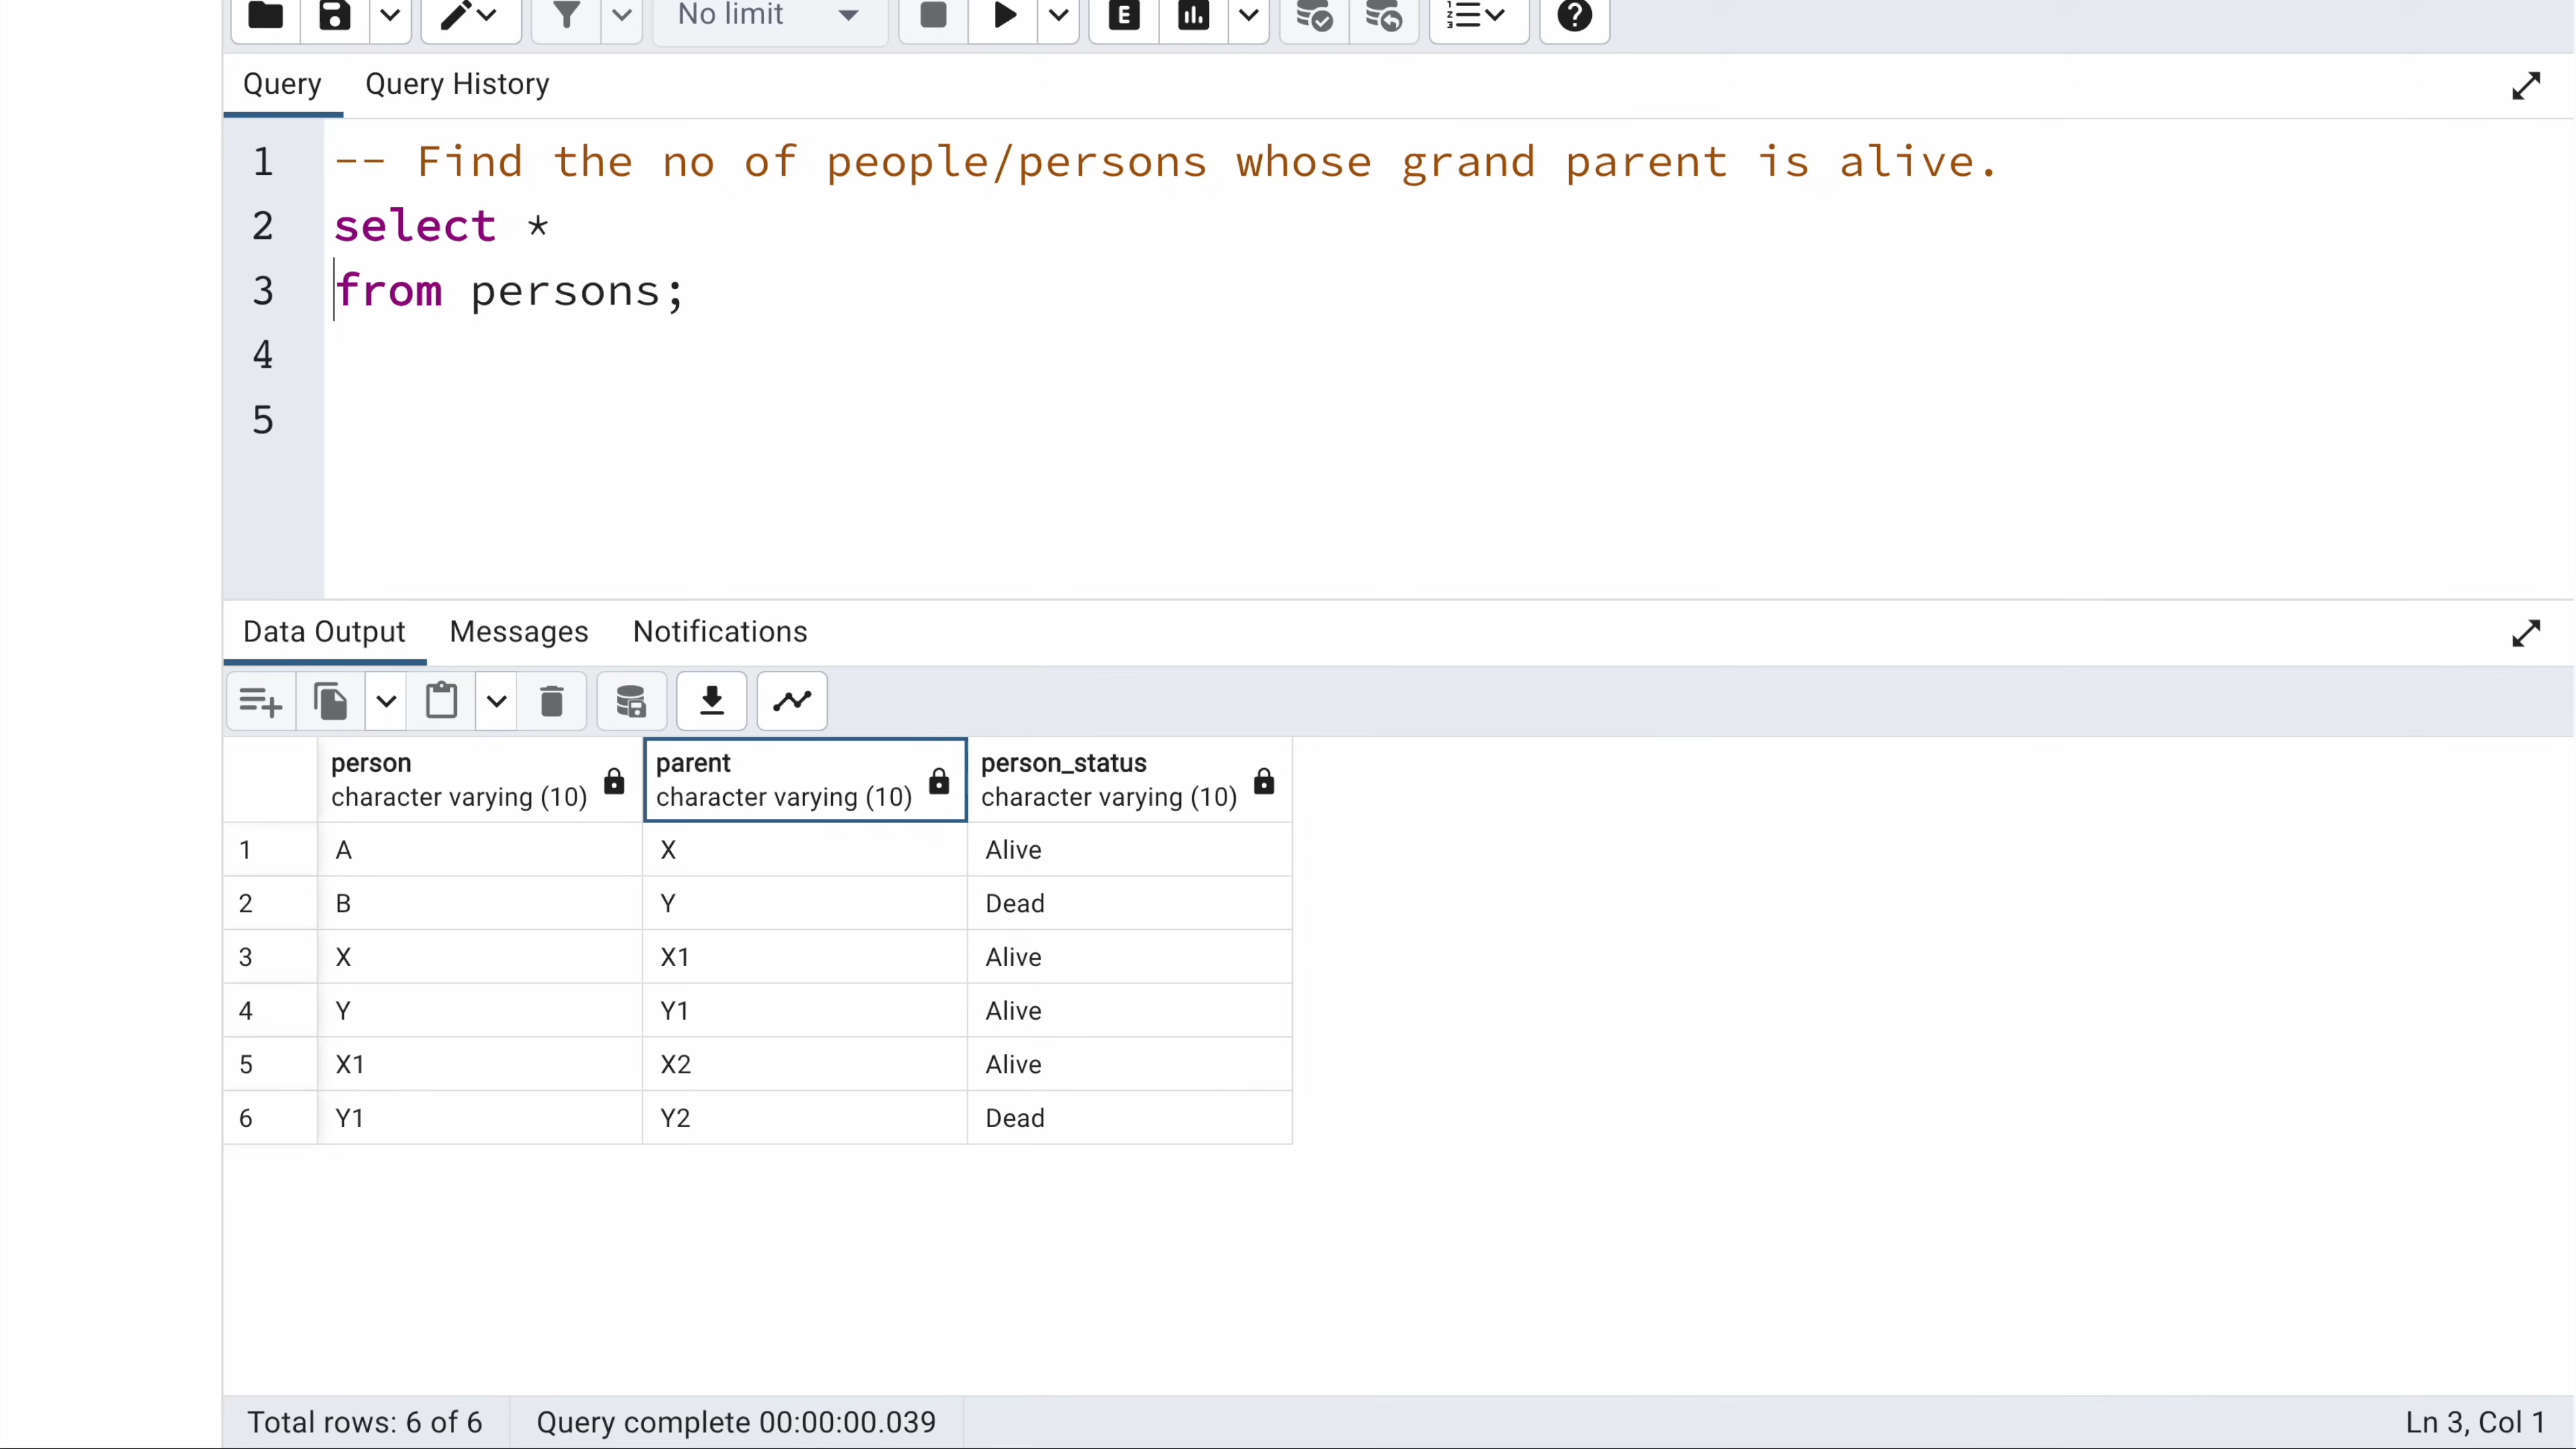 No limit
E
Query Query History
1 -- Find the no of people/persons whose grand parent is alive.
2 select *
3 from persons;
4
5
Data Output Messages Notifications
person parent person_status
character varying (10) character varying (10) character varying (10)
1 A X Alive
2 B Y Dead
3 X X1 Alive
4 Y Y1 Alive
5 X1 X2 Alive
6 Y1 Y2 Dead
Total rows: 6 of 6 Query complete 00:00:00.039 Ln 3, Col 1